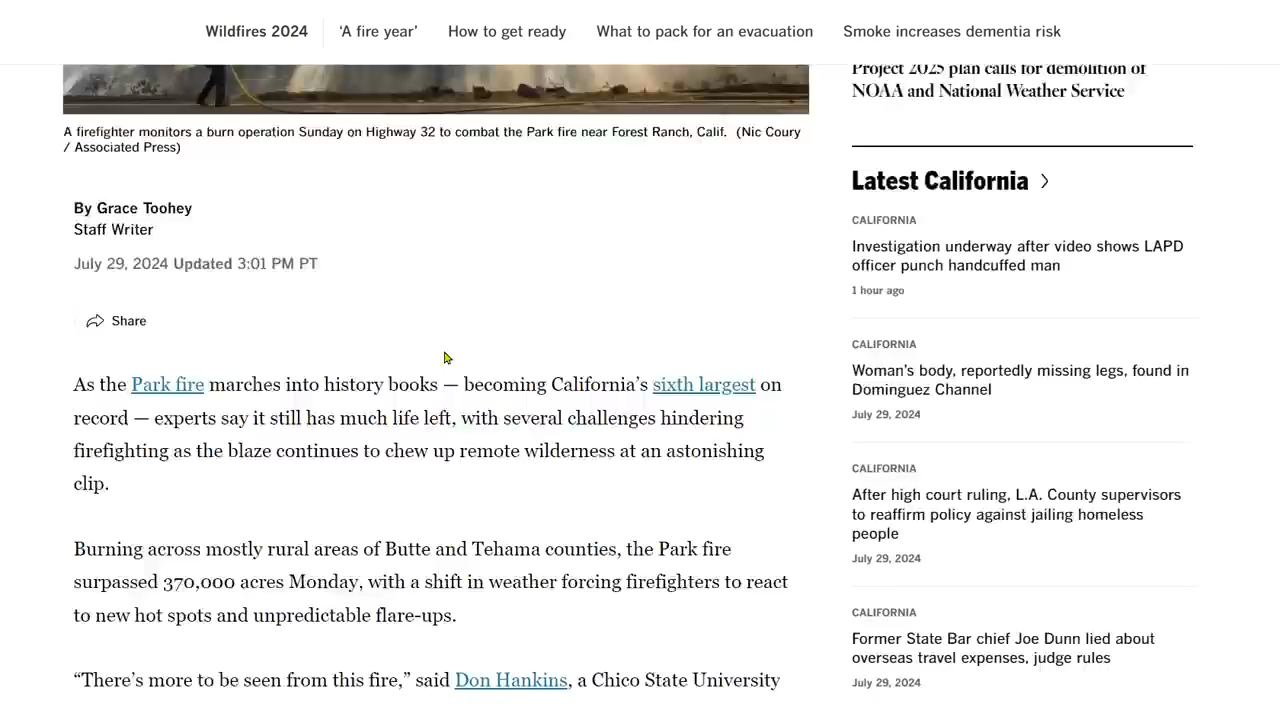 Wildfires 2024 ‘A fire year’ How to get ready What to pack for an evacuation Smoke increases dementia risk
A firefighter monitors a burn operation Sunday on Highway 32 to combat the Park fire near Forest Ranch, Calif. (Nic Coury
/ Associated Press)
By Grace Toohey
Staff Writer
July 29, 2024 Updated 3:01 PM PT
Share
As the Park fire marches into history books — becoming California’s sixth largest on
record — experts say it still has much life left, with several challenges hindering
firefighting as the blaze continues to chew up remote wilderness at an astonishing
clip.
Burning across mostly rural areas of Butte and Tehama counties, the Park fire
surpassed 370,000 acres Monday, with a shift in weather forcing firefighters to react
to new hot spots and unpredictable flare-ups.
“There’s more to be seen from this fire,” said Don Hankins, a Chico State University
Project 2025 plan calls for demolition of
NOAA and National Weather Service
Latest California
CALIFORNIA
Investigation underway after video shows LAPD
officer punch handcuffed man
1 hour ago
CALIFORNIA
Woman’s body, reportedly missing legs, found in
Dominguez Channel
July 29, 2024
CALIFORNIA
After high court ruling, L.A. County supervisors
to reaffirm policy against jailing homeless
people
July 29, 2024
CALIFORNIA
Former State Bar chief Joe Dunn lied about
overseas travel expenses, judge rules
July 29, 2024